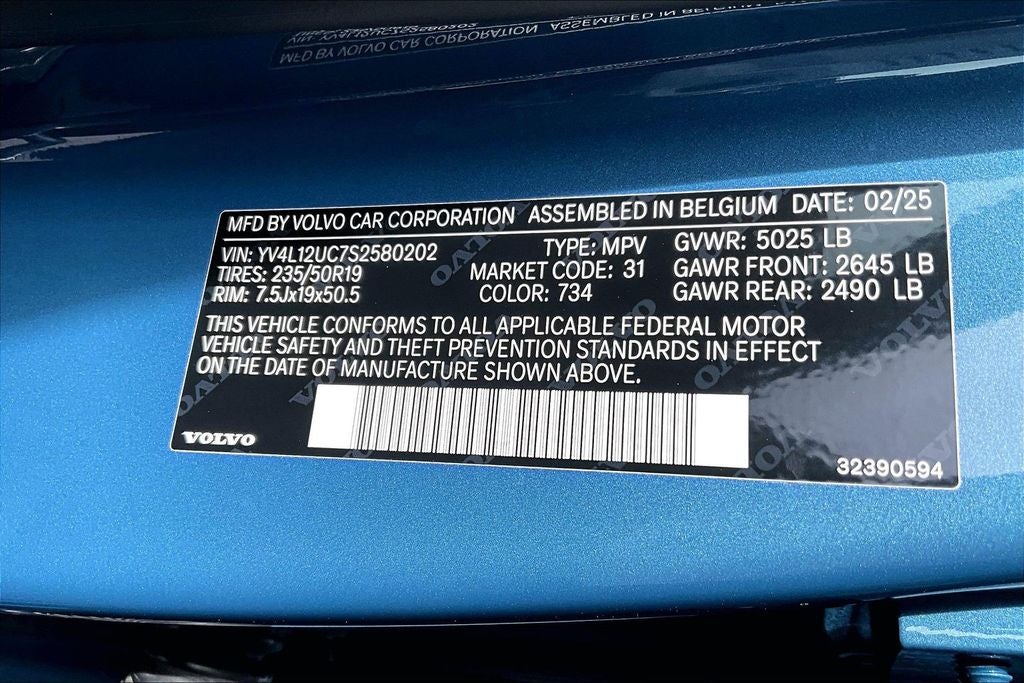 MFD BY VOLVO CAR CORPORATION ASSEMBLED IN BELGIUM DATE: 02/25
VIN: YV4L12UC7S2580202 TYPE: MPV GVWR: 5025 LB
TIRES: 235/50R19 MARKET CODE: 31 GAWR FRONT: 2645 LB
RIM: 7.5Jx19x50.5 COLOR: 734 GAWR REAR: 2490 LB
THIS VEHICLE CONFORMS TO ALL APPLICABLE FEDERAL MOTOR
VEHICLE SAFETY AND THEFT PREVENTION STANDARDS IN EFFECT
ON THE DATE OF MANUFACTURE SHOWN ABOVE.
VOLVO
32390594